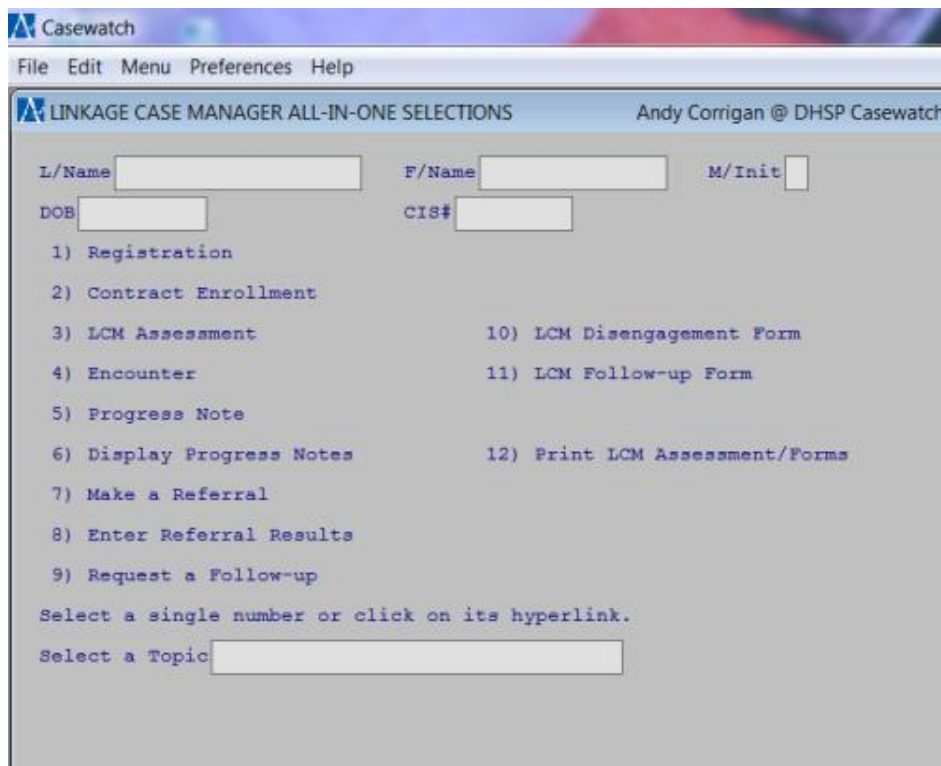 Casewatch
File Edit Menu Preferences Help
LINKAGE CASE MANAGER ALL-IN-ONE SELECTIONS Andy Corrigan @ DHSP Casewatch
L/Name F/Name M/Init
DOB CIS#
1) Registration
2) Contract Enrollment
3) LCM Assessment 10) LCM Disengagement Form
4) Encounter 11) LCM Follow-up Form
5) Progress Note
6) Display Progress Notes 12) Print LCM Assessment/Forms
7) Make a Referral
8) Enter Referral Results
9) Request a Follow-up
Select a single number or click on its hyperlink.
Select a Topic